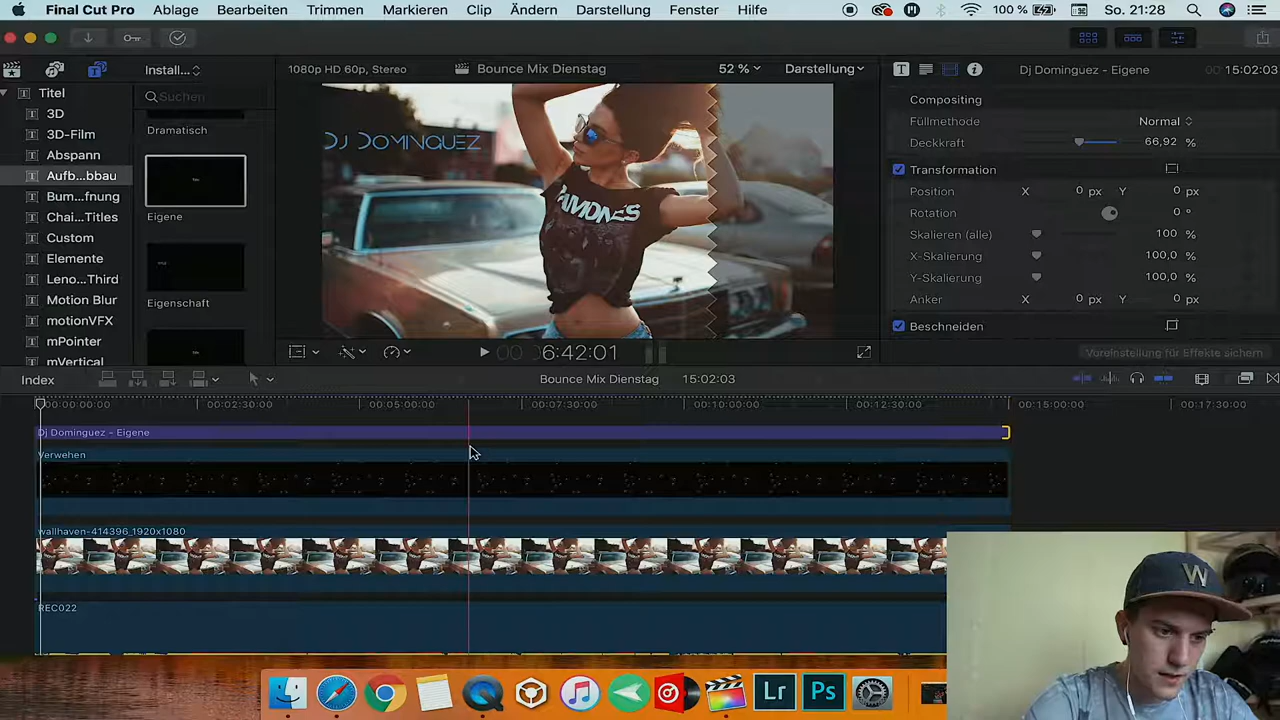 Final Cut Pro Ablage Bearbeiten Trimmen Markieren Clip Ändern Darstellung Fenster Hilfe 100 % So. 21:28
Install... 1080p HD 60p, Stereo Bounce Mix Dienstag 52 % Darstellung Dj Dominguez - Eigene 15:02:03
Titel
Suchen
3D
3D-Film
Abspann
Aufb...bbau
Bum...fnung
Chai...Titles
Custom
Elemente
Leno...Third
Motion Blur
motionVFX
mPointer
mVertical
Dramatisch
Eigene
Eigenschaft
Dj Dominguez
RAMONES
Compositing
Füllmethode Normal
Deckkraft 66,92 %
Transformation
Position X 0 px Y 0 px
Rotation 0 °
Skalieren (alle) 100 %
X-Skalierung 100,0 %
Y-Skalierung 100,0 %
Anker X 0 px Y 0 px
Beschneiden
Voreinstellung für Effekte sichern
6:42:01
Index Bounce Mix Dienstag 15:02:03
00:00:00:00 00:02:30:00 00:05:00:00 00:07:30:00 00:10:00:00 00:12:30:00 00:15:00:00 00:17:30:00
Dj Dominguez - Eigene
Verwehen
wallhaven-414396_1920x1080
REC022
W
Lr Ps